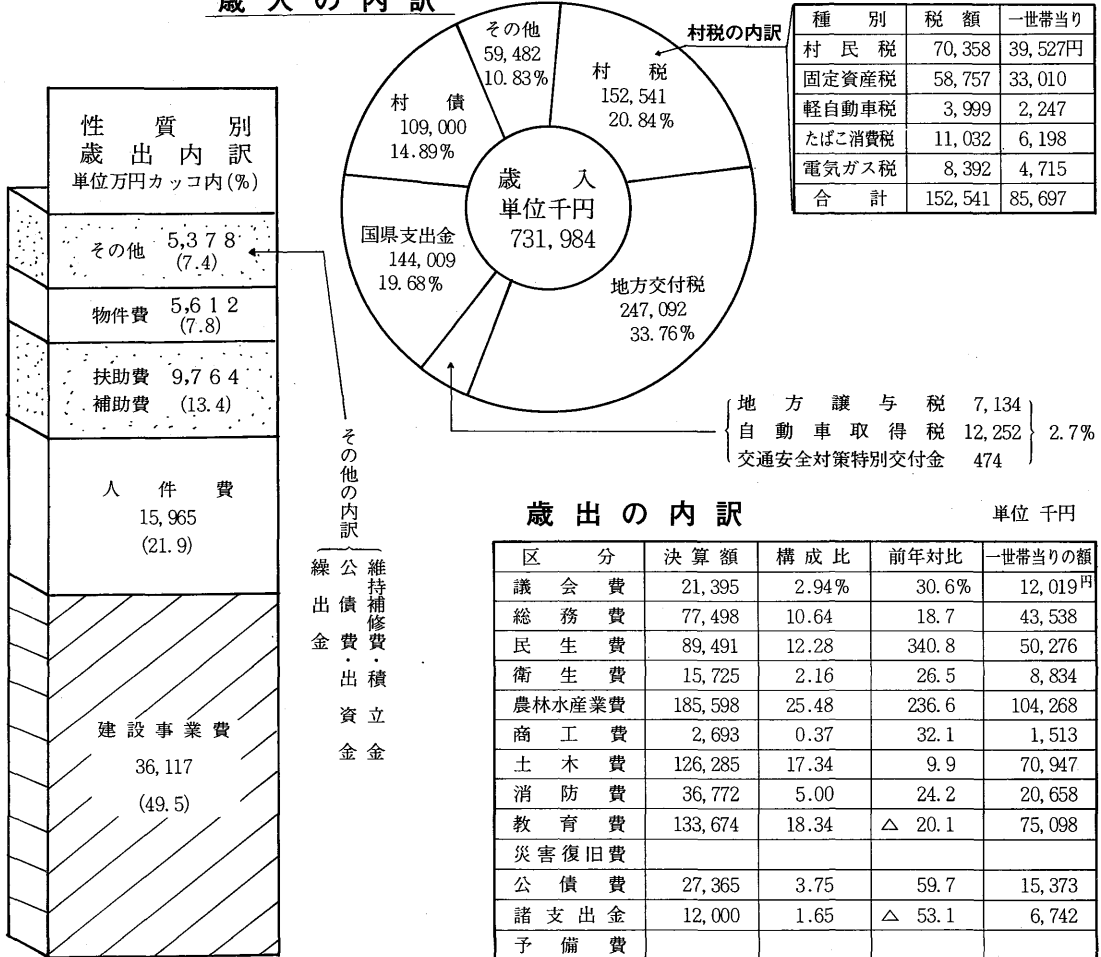 歳入の内訳
村税の内訳
種別 税額 一世帯当り
村民税 70,358 39,527円
固定資産税 58,757 33,010
軽自動車税 3,999 2,247
たばこ消費税 11,032 6,198
電気ガス税 8,392 4,715
合計 152,541 85,697
その他
59,482
10.83%
村税
152,541
20.84%
村債
109,000
14.89%
歳入
単位千円
731,984
国県支出金
144,009
19.68%
地方交付税
247,092
33.76%
地方譲与税 7,134
自動車取得税 12,252 2.7%
交通安全対策特別交付金 474
性質別
歳出内訳
単位万円カッコ内(%)
その他 5,378
(7.4)
物件費 5,612
(7.8)
扶助費 9,764
補助費 (13.4)
人件費
15,965
(21.9)
建設事業費
36,117
(49.5)
その他の内訳
維持補修費・積立金
公債費・出資金
繰出金
歳出の内訳
単位 千円
区分 決算額 構成比 前年対比 一世帯当りの額
議会費 21,395 2.94% 30.6% 12,019円
総務費 77,498 10.64 18.7 43,538
民生費 89,491 12.28 340.8 50,276
衛生費 15,725 2.16 26.5 8,834
農林水産業費 185,598 25.48 236.6 104,268
商工費 2,693 0.37 32.1 1,513
土木費 126,285 17.34 9.9 70,947
消防費 36,772 5.00 24.2 20,658
教育費 133,674 18.34 △ 20.1 75,098
災害復旧費
公債費 27,365 3.75 59.7 15,373
諸支出金 12,000 1.65 △ 53.1 6,742
予備費